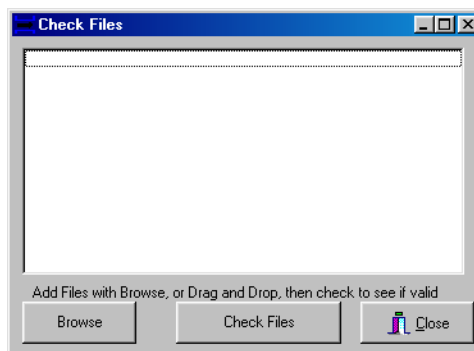 Check Files
Add Files with Browse, or Drag and Drop, then check to see if valid
Browse
Check Files
Close